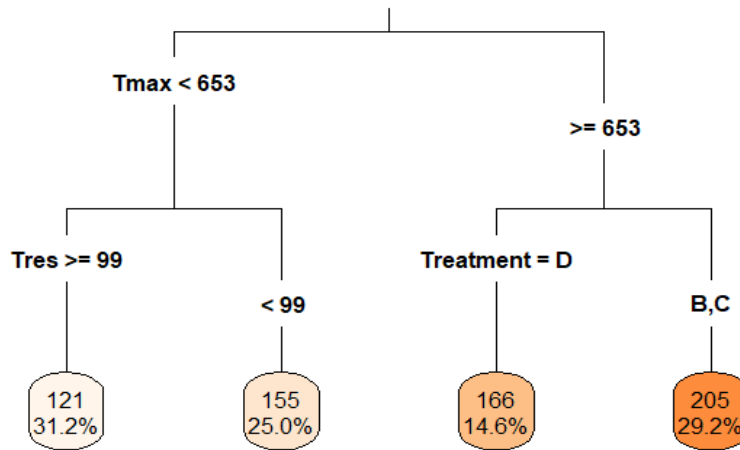 Tmax < 653
>= 653
Tres >= 99
Treatment = D
< 99
B,C
121
31.2%
155
25.0%
166
14.6%
205
29.2%